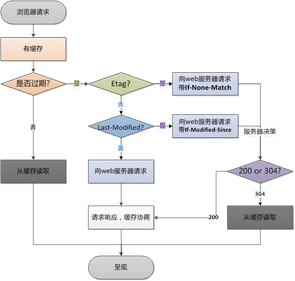 浏览器请求
有缓存
是否过期?
是
Etag?
是
向web服务器请求
带If-None-Match
否
否
Last-Modified?
是
向web服务器请求
带If-Modified-Since
服务器决策
否
从缓存读取
向web服务器请求
200 or 304?
请求响应，缓存协商
200
304
从缓存读取
呈现